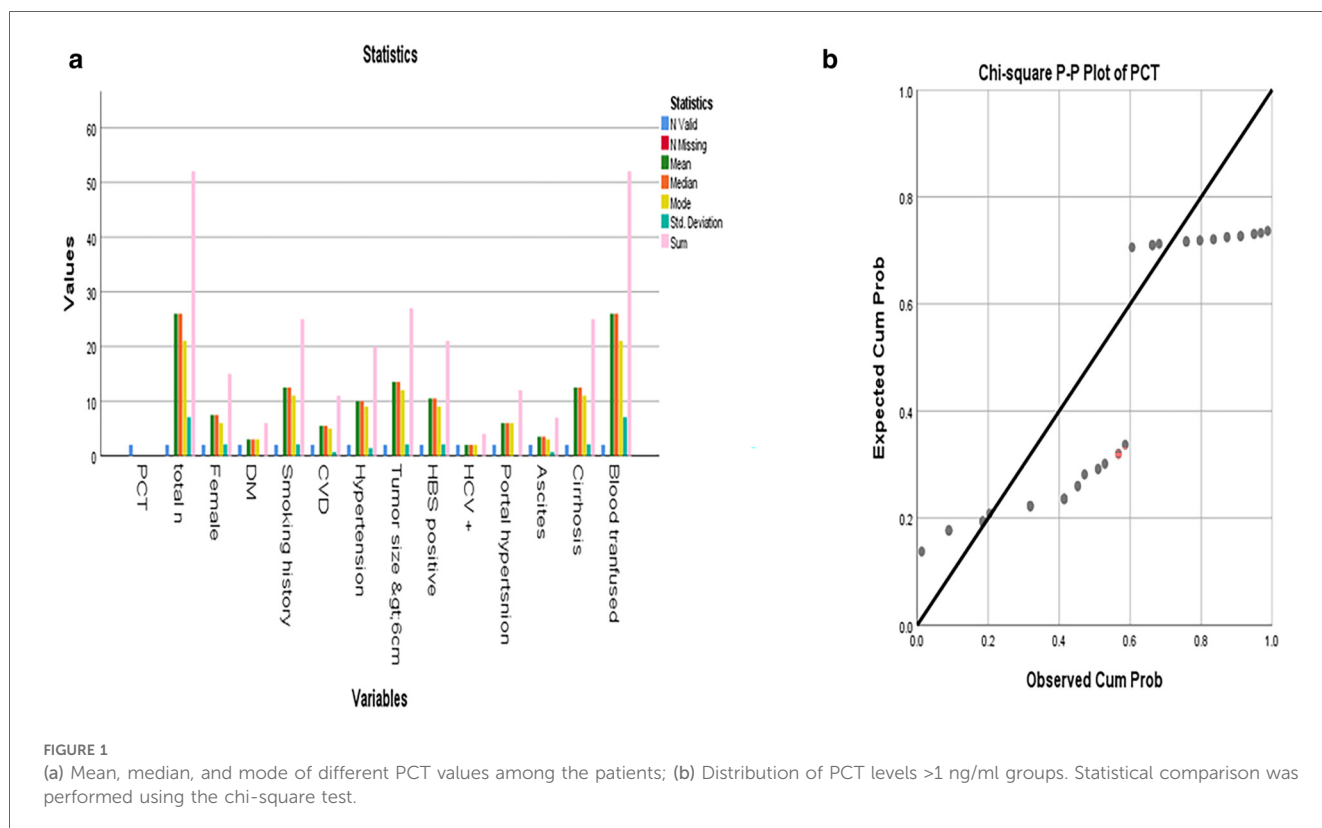 a
Statistics
Values
60
50
40
30
20
10
0
PCT
total n
Female
DM
Smoking history
CVD
Hypertension
Tumor size &gt;6cm
HBS positive
HCV +
Portal hypertsnion
Ascites
Cirrhosis
Blood tranfused
Variables
Statistics
N Valid
N Missing
Mean
Median
Mode
Std. Deviation
Sum
b
Chi-square P-P Plot of PCT
Expected Cum Prob
1.0
0.8
0.6
0.4
0.2
0.0
0.0 0.2 0.4 0.6 0.8 1.0
Observed Cum Prob
FIGURE 1
(a) Mean, median, and mode of different PCT values among the patients; (b) Distribution of PCT levels >1 ng/ml groups. Statistical comparison was
performed using the chi-square test.